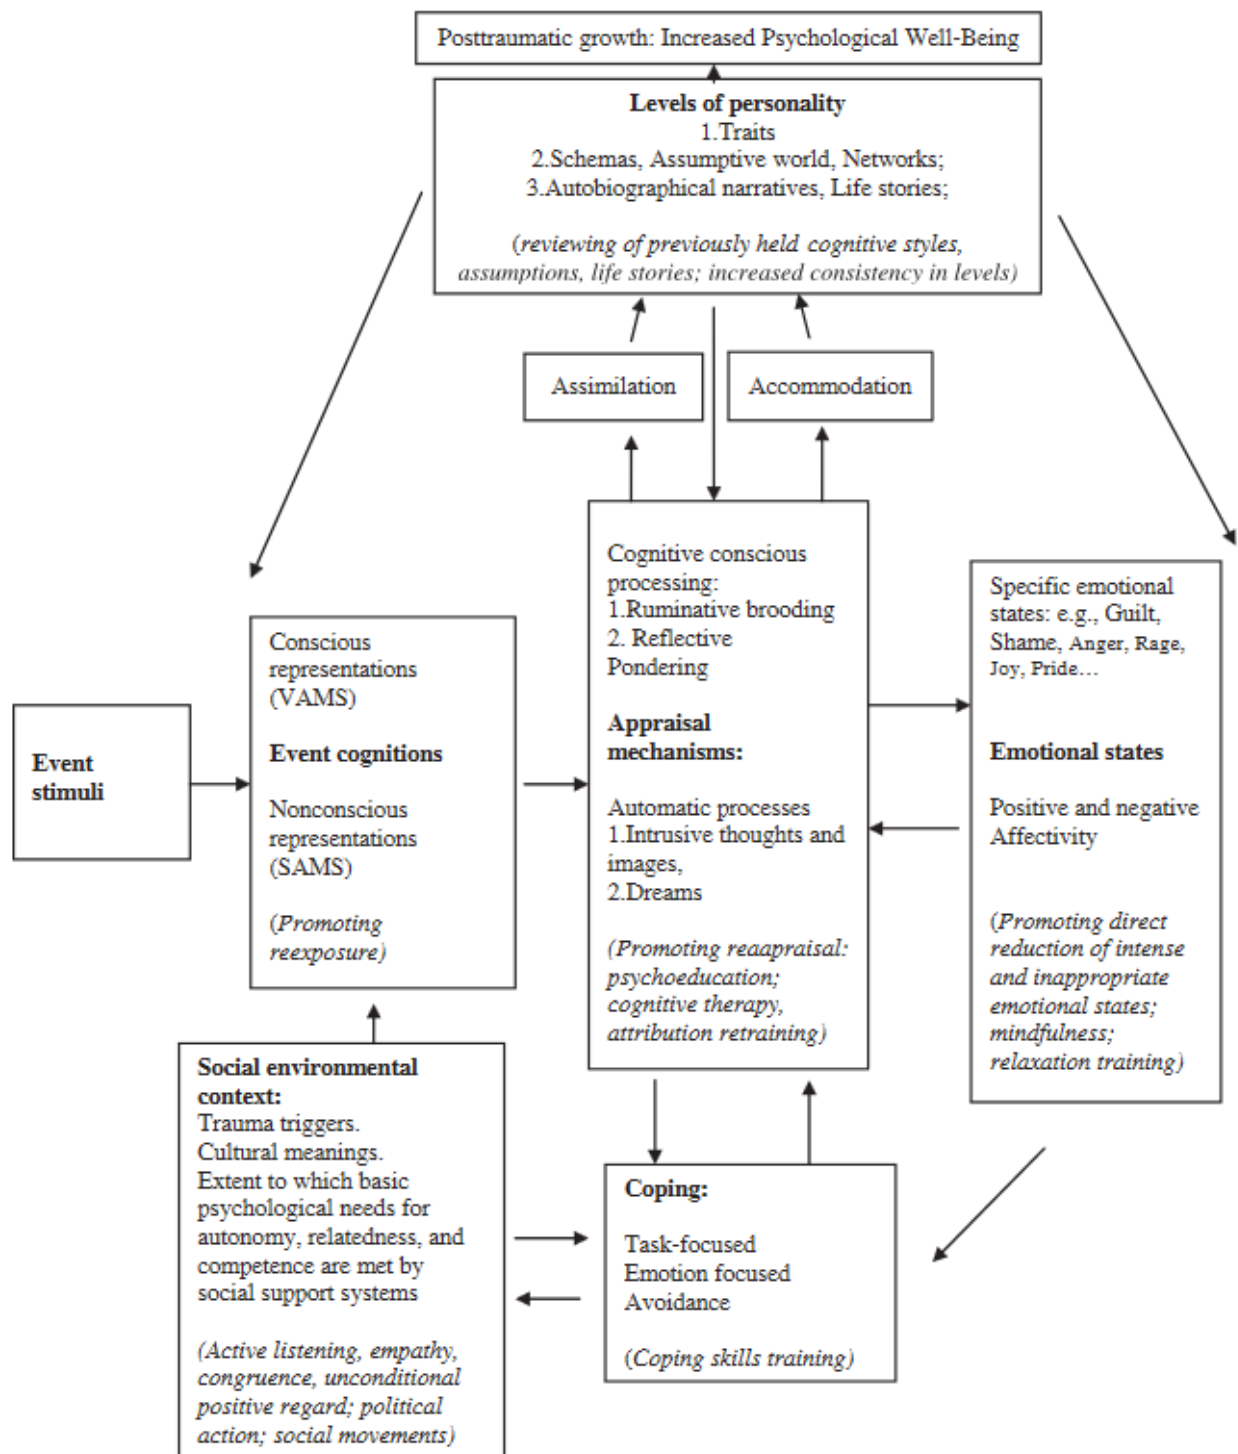 Posttraumatic growth: Increased Psychological Well-Being
Levels of personality
1.Traits
2.Schemas, Assumptive world, Networks;
3.Autobiographical narratives, Life stories;
(reviewing of previously held cognitive styles,
assumptions, life stories; increased consistency in levels)
Assimilation
Accommodation
Event
stimuli
Conscious
representations
(VAMS)
Event cognitions
Nonconscious
representations
(SAMS)
(Promoting
reexposure)
Cognitive conscious
processing:
1.Ruminative brooding
2. Reflective
Pondering
Appraisal
mechanisms:
Automatic processes
1.Intrusive thoughts and
images,
2.Dreams
(Promoting reaapraisal:
psychoeducation;
cognitive therapy,
attribution retraining)
Specific emotional
states: e.g., Guilt,
Shame, Anger, Rage,
Joy, Pride…
Emotional states
Positive and negative
Affectivity
(Promoting direct
reduction of intense
and inappropriate
emotional states;
mindfulness;
relaxation training)
Social environmental
context:
Trauma triggers.
Cultural meanings.
Extent to which basic
psychological needs for
autonomy, relatedness, and
competence are met by
social support systems
(Active listening, empathy,
congruence, unconditional
positive regard; political
action; social movements)
Coping:
Task-focused
Emotion focused
Avoidance
(Coping skills training)